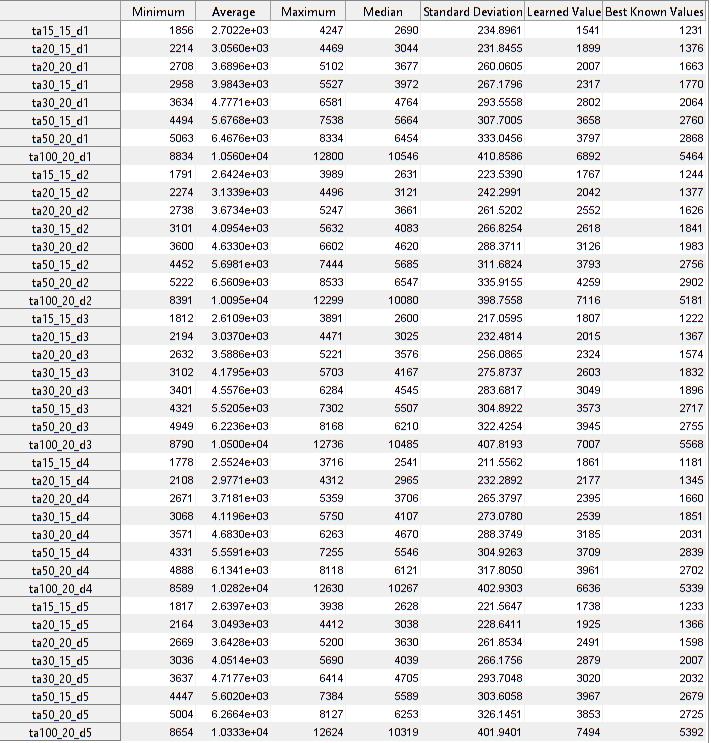 Minimum Average Maximum Median Standard Deviation Learned Value Best Known Values
ta15_15_d1 1856 2.7022e+03 4247 2690 234.8961 1541 1231
ta20_15_d1 2214 3.0560e+03 4469 3044 231.8455 1899 1376
ta20_20_d1 2708 3.6896e+03 5102 3677 260.0605 2007 1663
ta30_15_d1 2958 3.9843e+03 5527 3972 267.1796 2317 1770
ta30_20_d1 3634 4.7771e+03 6581 4764 293.5558 2802 2064
ta50_15_d1 4494 5.6768e+03 7538 5664 307.7005 3658 2760
ta50_20_d1 5063 6.4676e+03 8334 6454 333.0456 3797 2868
ta100_20_d1 8834 1.0560e+04 12800 10546 410.8586 6892 5464
ta15_15_d2 1791 2.6424e+03 3989 2631 223.5390 1767 1244
ta20_15_d2 2274 3.1339e+03 4496 3121 242.2991 2042 1377
ta20_20_d2 2738 3.6734e+03 5247 3661 261.5202 2552 1626
ta30_15_d2 3101 4.0954e+03 5632 4083 266.8254 2618 1841
ta30_20_d2 3600 4.6330e+03 6602 4620 288.3711 3126 1983
ta50_15_d2 4452 5.6981e+03 7444 5685 311.6824 3793 2756
ta50_20_d2 5222 6.5609e+03 8533 6547 335.9155 4259 2902
ta100_20_d2 8391 1.0095e+04 12299 10080 398.7558 7116 5181
ta15_15_d3 1812 2.6109e+03 3891 2600 217.0595 1807 1222
ta20_15_d3 2194 3.0370e+03 4471 3025 232.4814 2015 1367
ta20_20_d3 2632 3.5886e+03 5221 3576 256.0865 2324 1574
ta30_15_d3 3102 4.1795e+03 5703 4167 275.8737 2603 1832
ta30_20_d3 3401 4.5576e+03 6284 4545 283.6817 3049 1896
ta50_15_d3 4321 5.5205e+03 7302 5507 304.8922 3573 2717
ta50_20_d3 4949 6.2236e+03 8168 6210 322.4254 3945 2755
ta100_20_d3 8790 1.0500e+04 12736 10485 407.8193 7007 5568
ta15_15_d4 1778 2.5524e+03 3716 2541 211.5562 1861 1181
ta20_15_d4 2108 2.9771e+03 4312 2965 232.2892 2177 1345
ta20_20_d4 2671 3.7181e+03 5359 3706 265.3797 2395 1660
ta30_15_d4 3068 4.1196e+03 5750 4107 273.0780 2539 1851
ta30_20_d4 3571 4.6830e+03 6263 4670 288.3749 3185 2031
ta50_15_d4 4331 5.5591e+03 7255 5546 304.9263 3709 2839
ta50_20_d4 4888 6.1341e+03 8118 6121 317.8050 3961 2702
ta100_20_d4 8589 1.0282e+04 12630 10267 402.9303 6636 5339
ta15_15_d5 1817 2.6397e+03 3938 2628 221.5647 1738 1233
ta20_15_d5 2164 3.0493e+03 4412 3038 228.6411 1925 1366
ta20_20_d5 2669 3.6428e+03 5200 3630 261.8534 2491 1598
ta30_15_d5 3036 4.0514e+03 5690 4039 266.1756 2879 2007
ta30_20_d5 3637 4.7177e+03 6414 4705 293.7048 3020 2032
ta50_15_d5 4447 5.6020e+03 7384 5589 303.6058 3967 2679
ta50_20_d5 5004 6.2664e+03 8127 6253 326.1451 3853 2725
ta100_20_d5 8654 1.0333e+04 12624 10319 401.9401 7494 5392